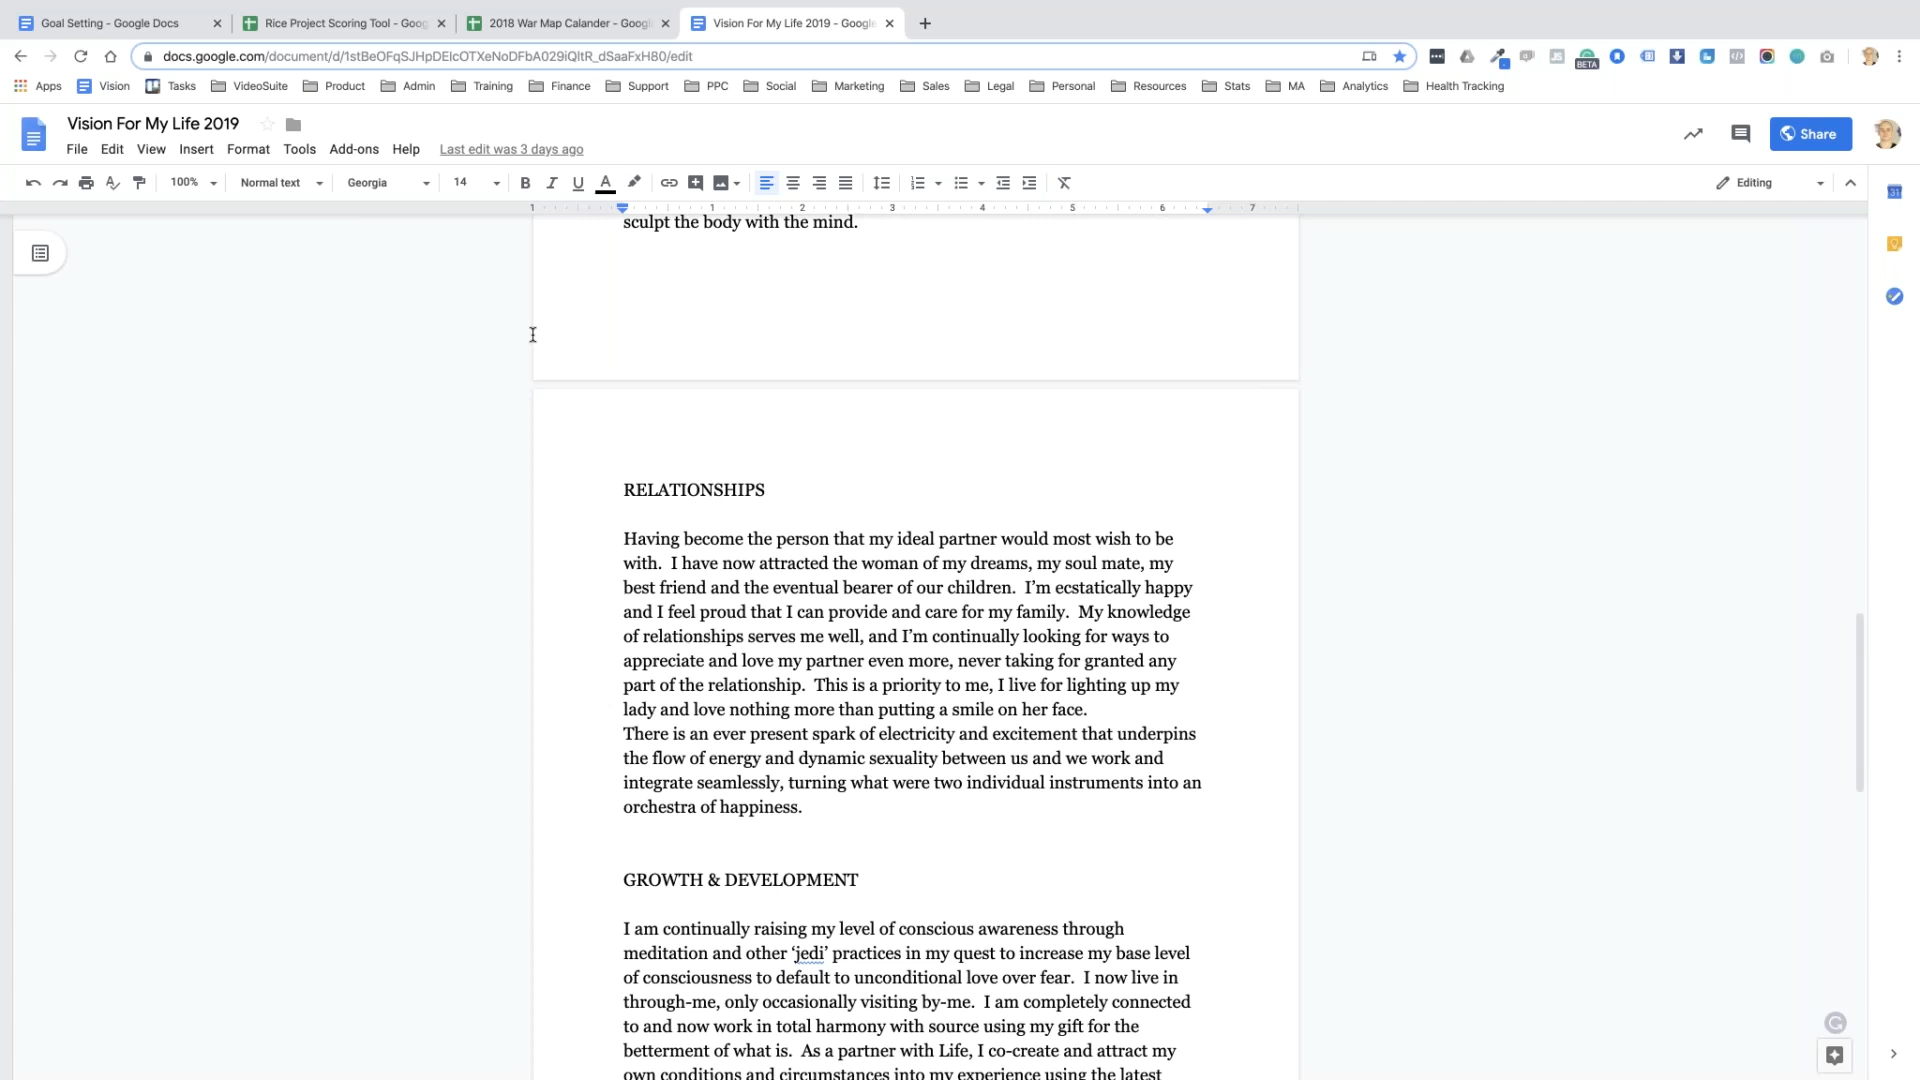 Goal Setting - Google Docs
Rice Project Scoring Tool - Goog
2018 War Map Calander - Googl
Vision For My Life 2019 - Google
docs.google.com/document/d/1stBeOFqSJHpDEIcOTXeNoDFbA029iQltR_dSaaFxH80/edit
BETA
Apps Vision Tasks VideoSuite Product Admin Training Finance Support PPC Social Marketing Sales Legal Personal Resources Stats MA Analytics Health Tracking
Vision For My Life 2019
Share
File Edit View Insert Format Tools Add-ons Help Last edit was 3 days ago
100% Normal text Georgia 14 B I U A Editing
1 1 2 3 4 5 6 7
31
sculpt the body with the mind.
RELATIONSHIPS
Having become the person that my ideal partner would most wish to be
with.  I have now attracted the woman of my dreams, my soul mate, my
best friend and the eventual bearer of our children.  I’m ecstatically happy
and I feel proud that I can provide and care for my family.  My knowledge
of relationships serves me well, and I’m continually looking for ways to
appreciate and love my partner even more, never taking for granted any
part of the relationship.  This is a priority to me, I live for lighting up my
lady and love nothing more than putting a smile on her face.
There is an ever present spark of electricity and excitement that underpins
the flow of energy and dynamic sexuality between us and we work and
integrate seamlessly, turning what were two individual instruments into an
orchestra of happiness.
GROWTH & DEVELOPMENT
I am continually raising my level of conscious awareness through
meditation and other ‘jedi’ practices in my quest to increase my base level
of consciousness to default to unconditional love over fear.  I now live in
through-me, only occasionally visiting by-me.  I am completely connected
to and now work in total harmony with source using my gift for the
betterment of what is.  As a partner with Life, I co-create and attract my
own conditions and circumstances into my experience using the latest